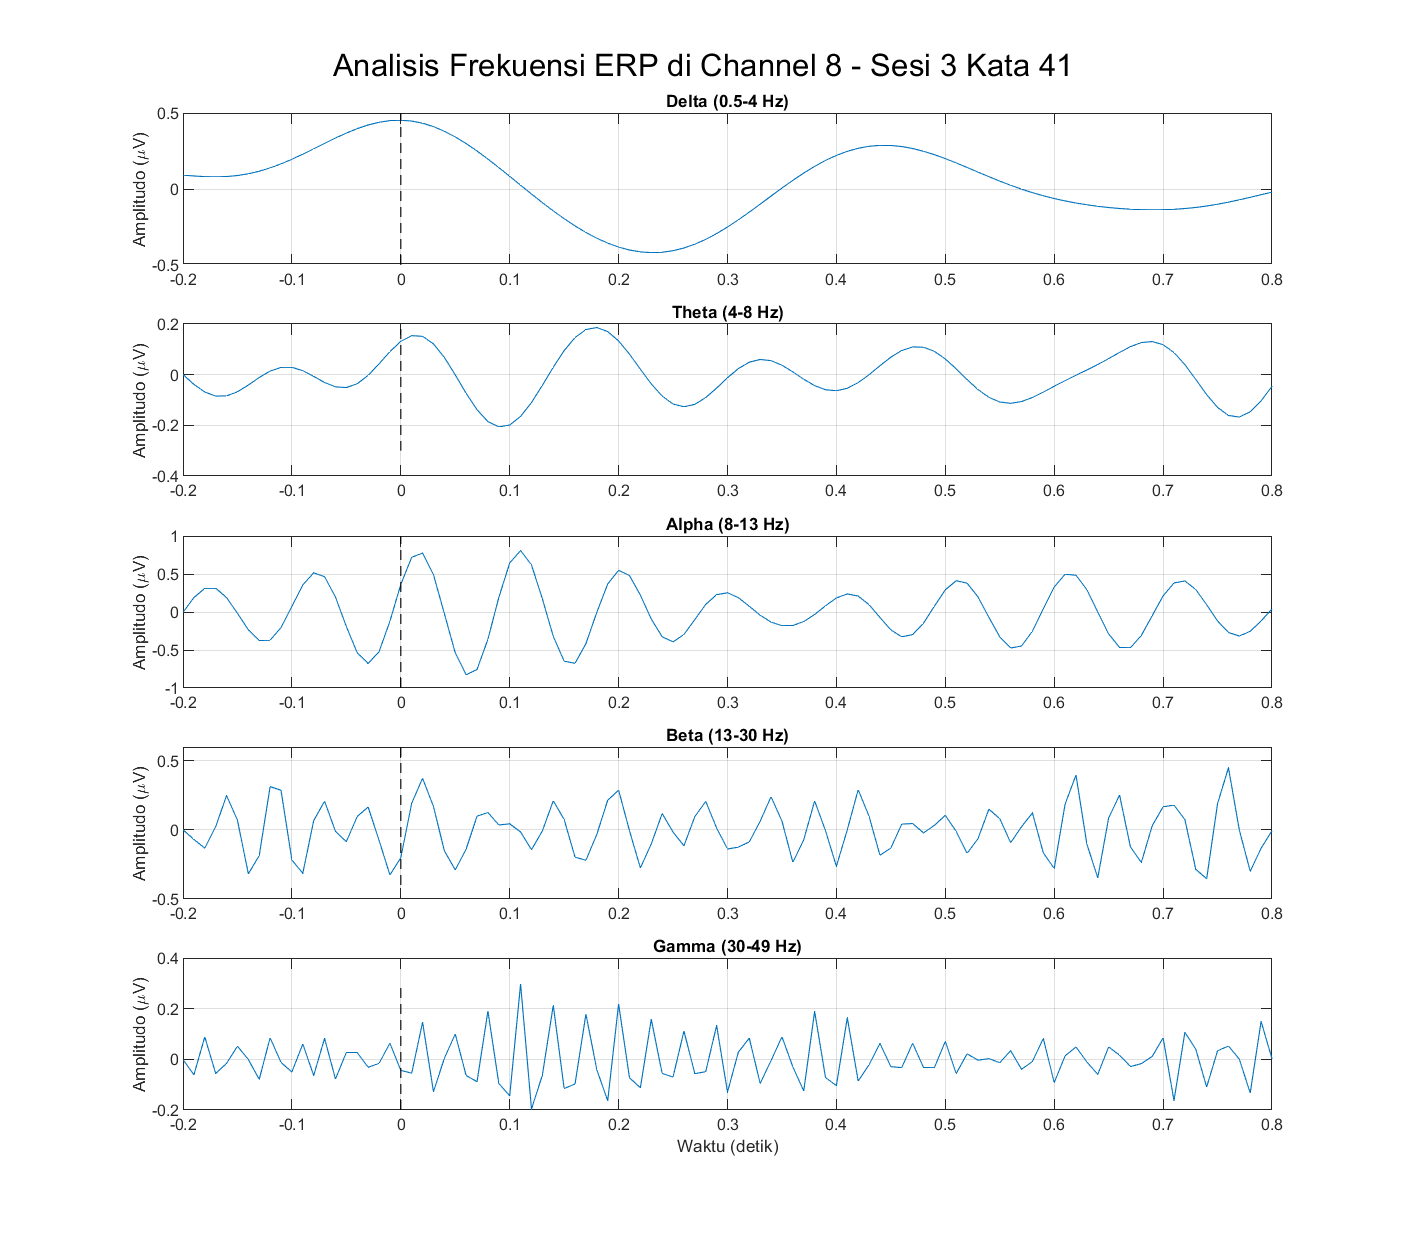 Analisis Frekuensi ERP di Channel 8 - Sesi 3 Kata 41
Delta (0.5-4 Hz)
Amplitudo (μV)
0.5
0
-0.5
-0.2 -0.1 0 0.1 0.2 0.3 0.4 0.5 0.6 0.7 0.8
Theta (4-8 Hz)
Amplitudo (μV)
0.2
0
-0.2
-0.4
-0.2 -0.1 0 0.1 0.2 0.3 0.4 0.5 0.6 0.7 0.8
Alpha (8-13 Hz)
Amplitudo (μV)
1
0.5
0
-0.5
-1
-0.2 -0.1 0 0.1 0.2 0.3 0.4 0.5 0.6 0.7 0.8
Beta (13-30 Hz)
Amplitudo (μV)
0.5
0
-0.5
-0.2 -0.1 0 0.1 0.2 0.3 0.4 0.5 0.6 0.7 0.8
Gamma (30-49 Hz)
Amplitudo (μV)
0.4
0.2
0
-0.2
-0.2 -0.1 0 0.1 0.2 0.3 0.4 0.5 0.6 0.7 0.8
Waktu (detik)